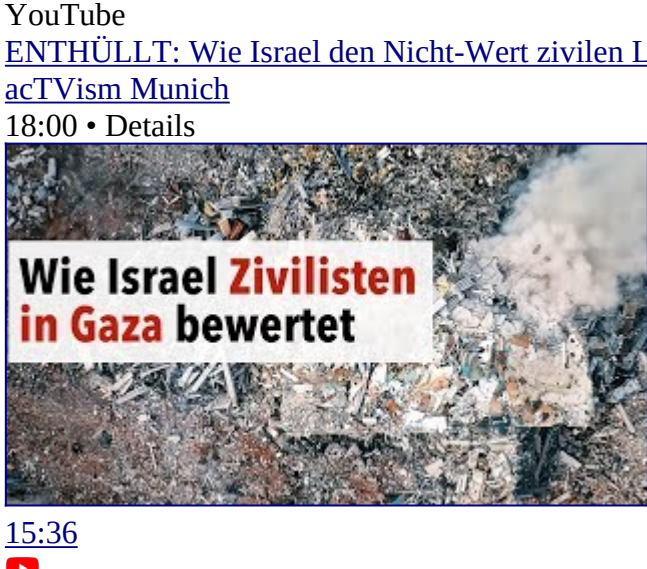 YouTube
ENTHÜLLT: Wie Israel den Nicht-Wert zivilen L
acTVism Munich
18:00 • Details
Wie Israel Zivilisten
in Gaza bewertet
15:36